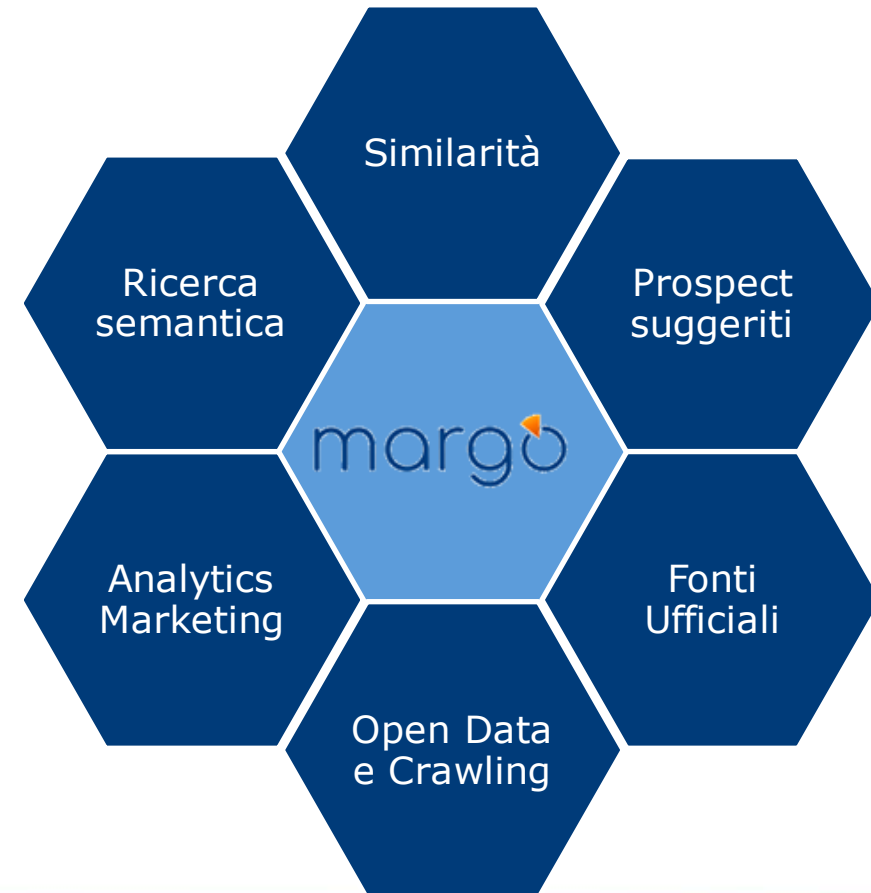 Similarità
Ricerca
semantica
Prospect
suggeriti
margò
Analytics
Marketing
Fonti
Ufficiali
Open Data
e Crawling